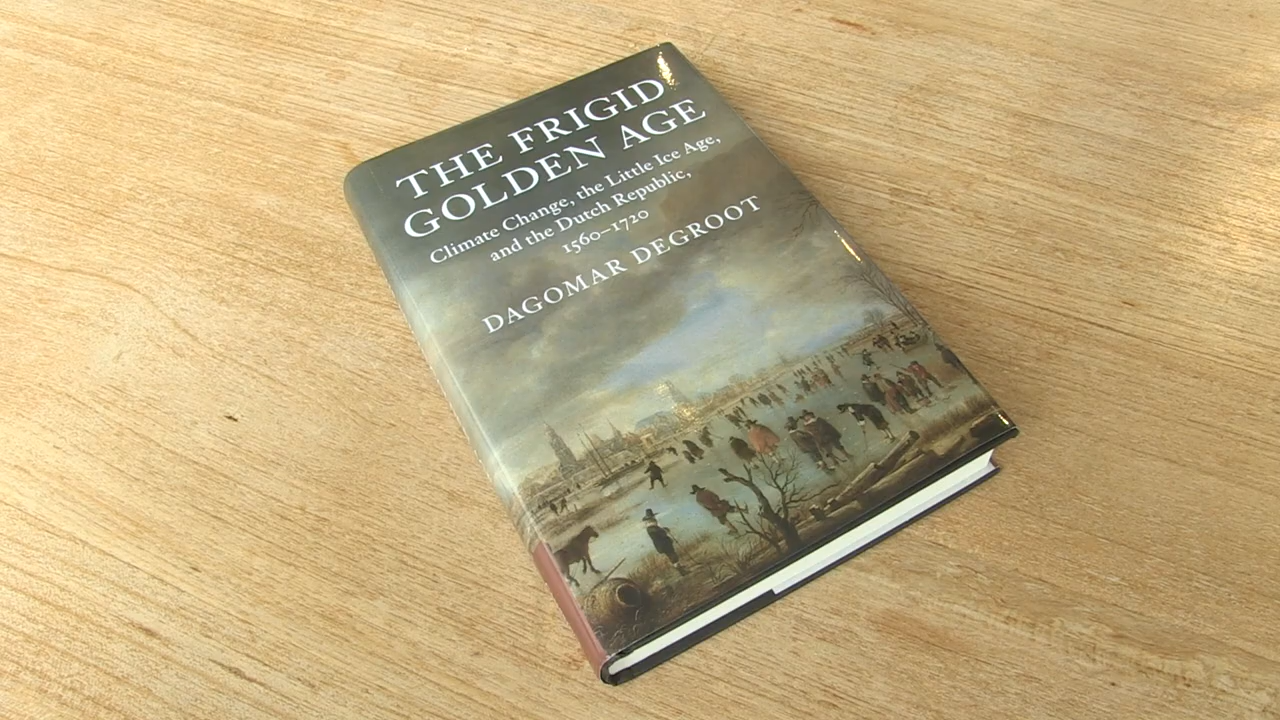 THE FRIGID
GOLDEN AGE
Climate Change, the Little Ice Age,
and the Dutch Republic,
1560–1720
DAGOMAR DEGROOT